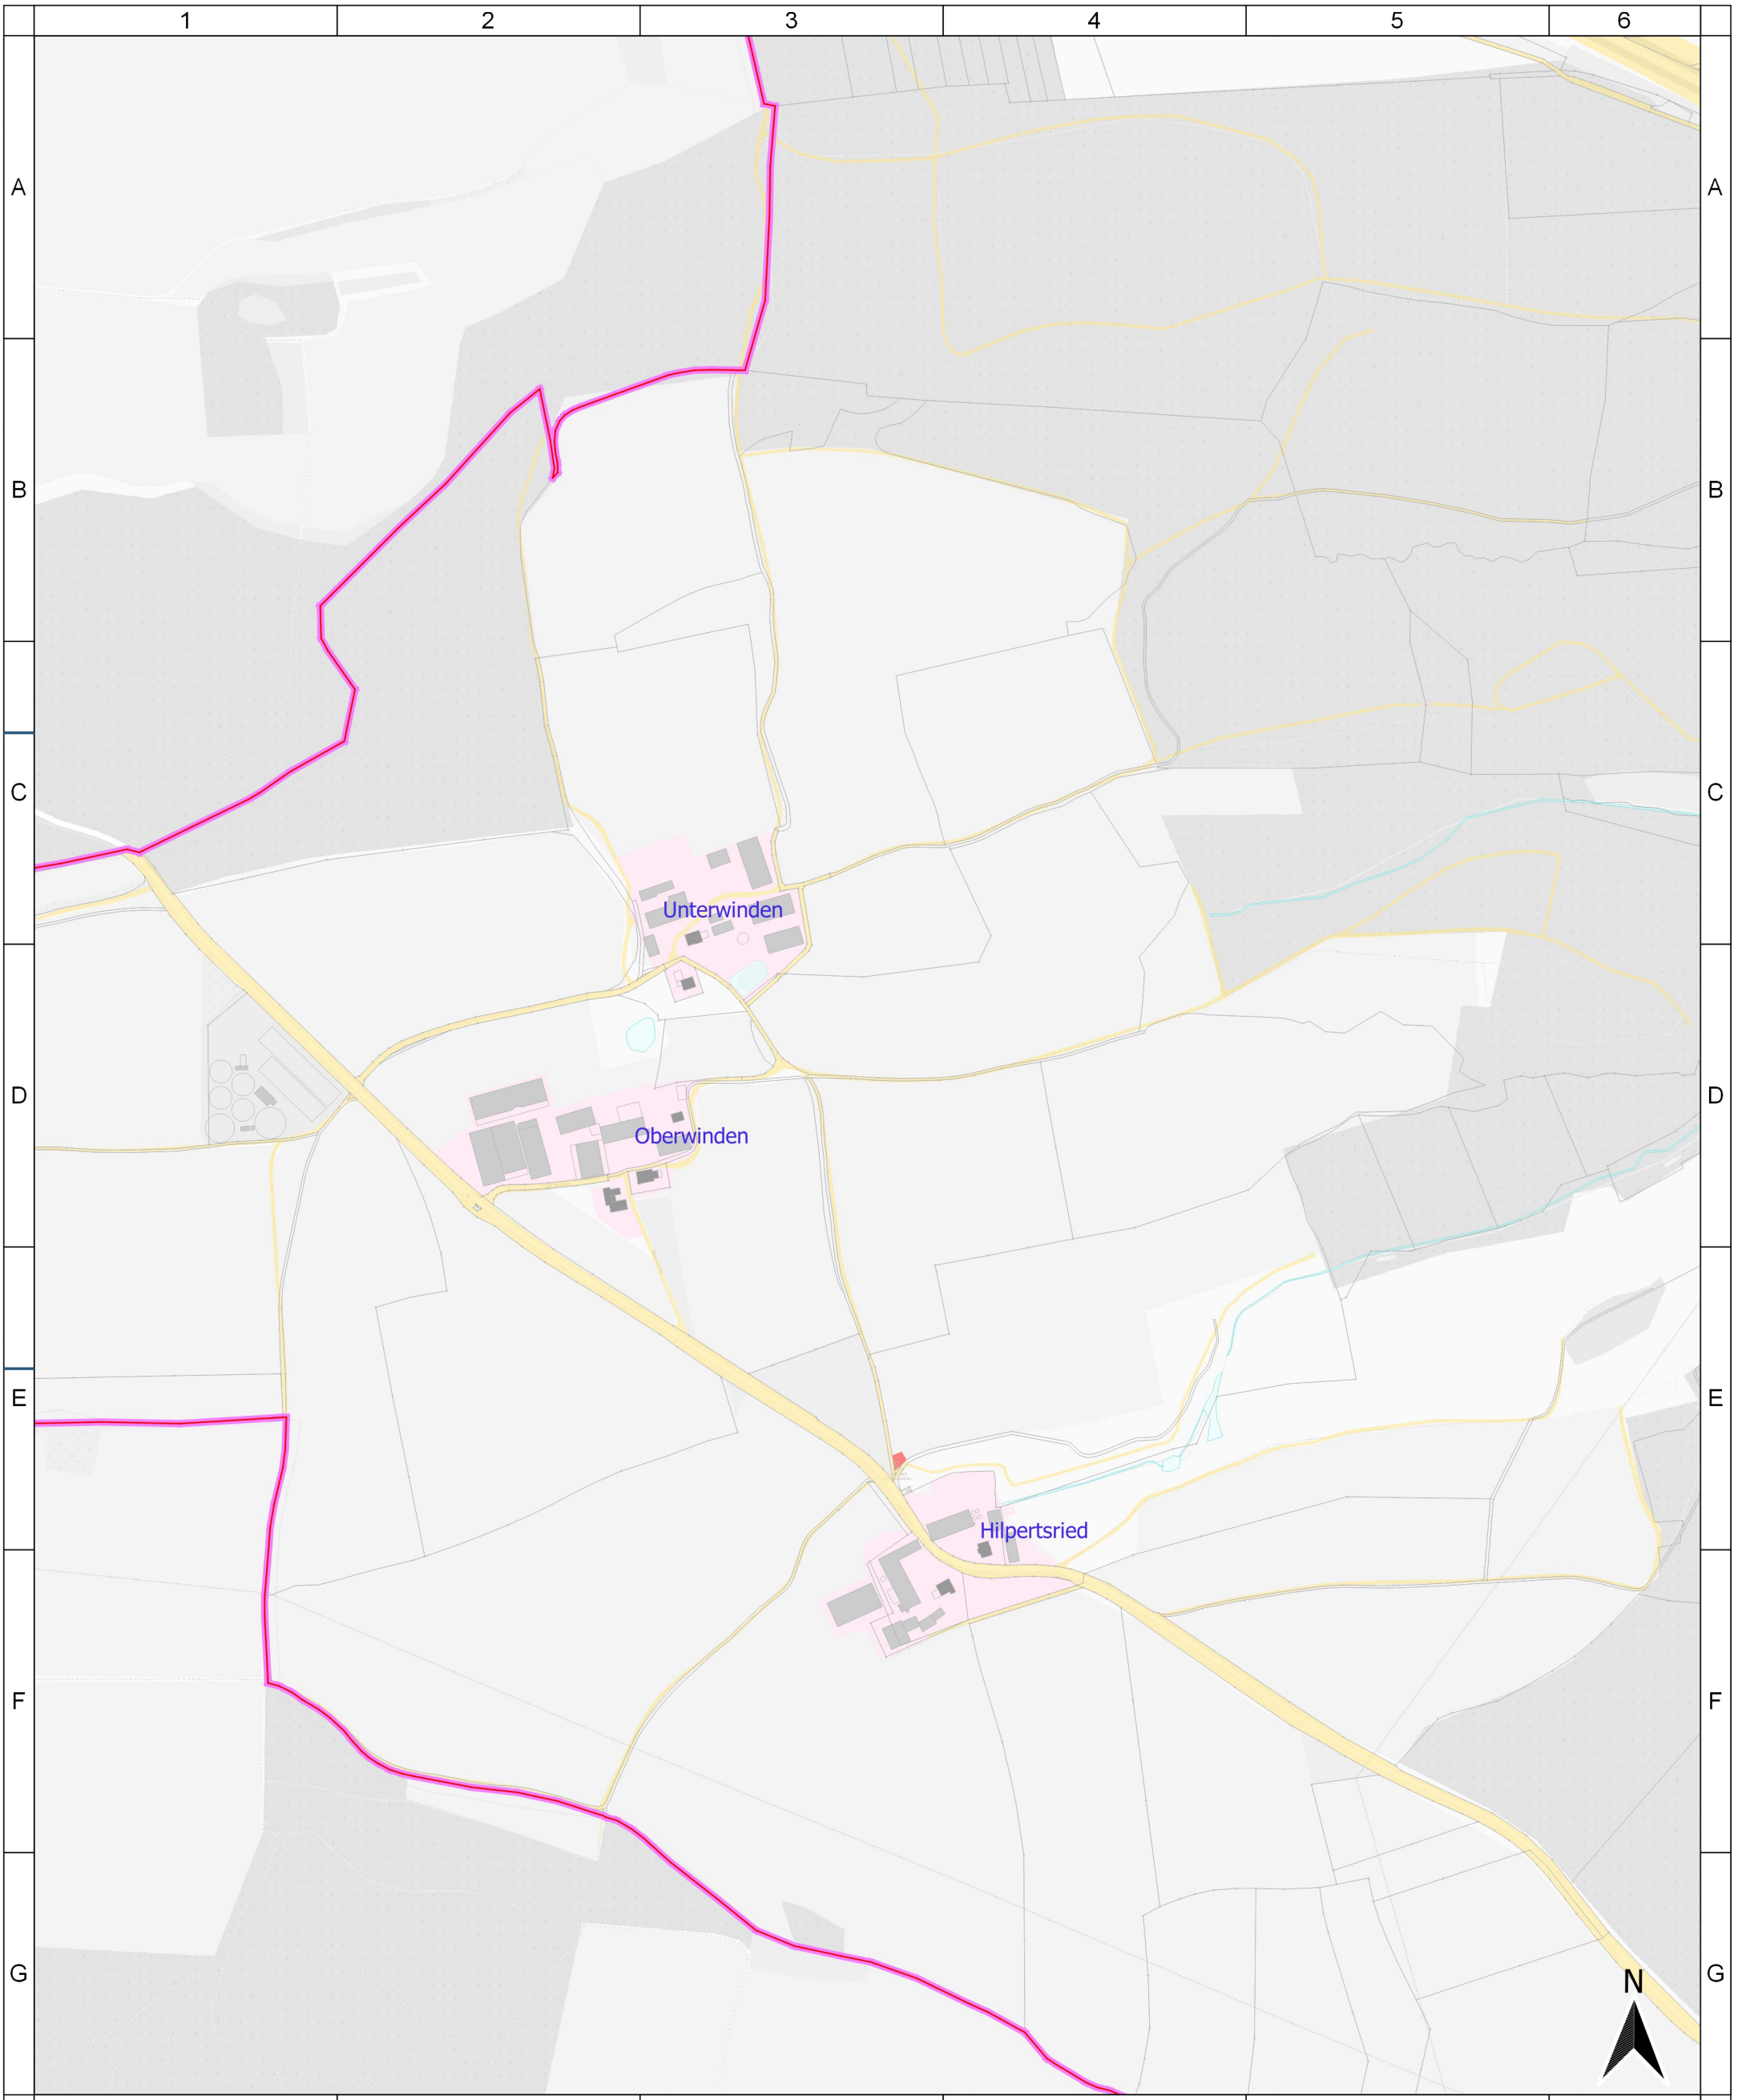 1 2 3 4 5 6
A A
B B
Unterwinden
C C
Oberwinden
D D
E E
Hilpertsried
F F
G G
N